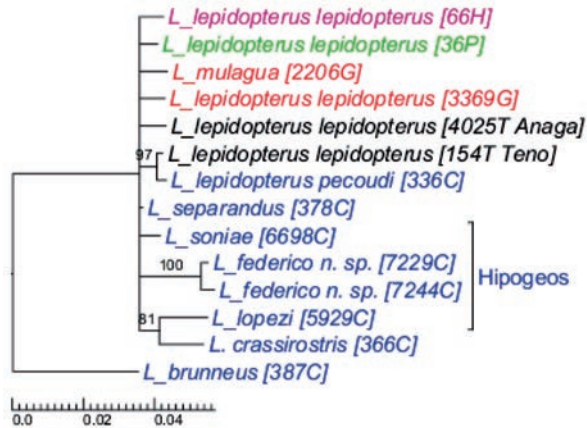 L_lepidopterus lepidopterus [66H]
L_lepidopterus lepidopterus [36P]
L_mulagua [2206G]
L_lepidopterus lepidopterus [3369G]
L_lepidopterus lepidopterus [4025T Anaga]
97
L_lepidopterus lepidopterus [154T Teno]
L_lepidopterus pecoudi [336C]
L_separandus [378C]
L_soniae [6698C]
100
L_federico n. sp. [7229C]
Hipogeos
L_federico n. sp. [7244C]
81
L_lopezi [5929C]
L. crassirostris [366C]
L_brunneus [387C]
0.0 0.02 0.04